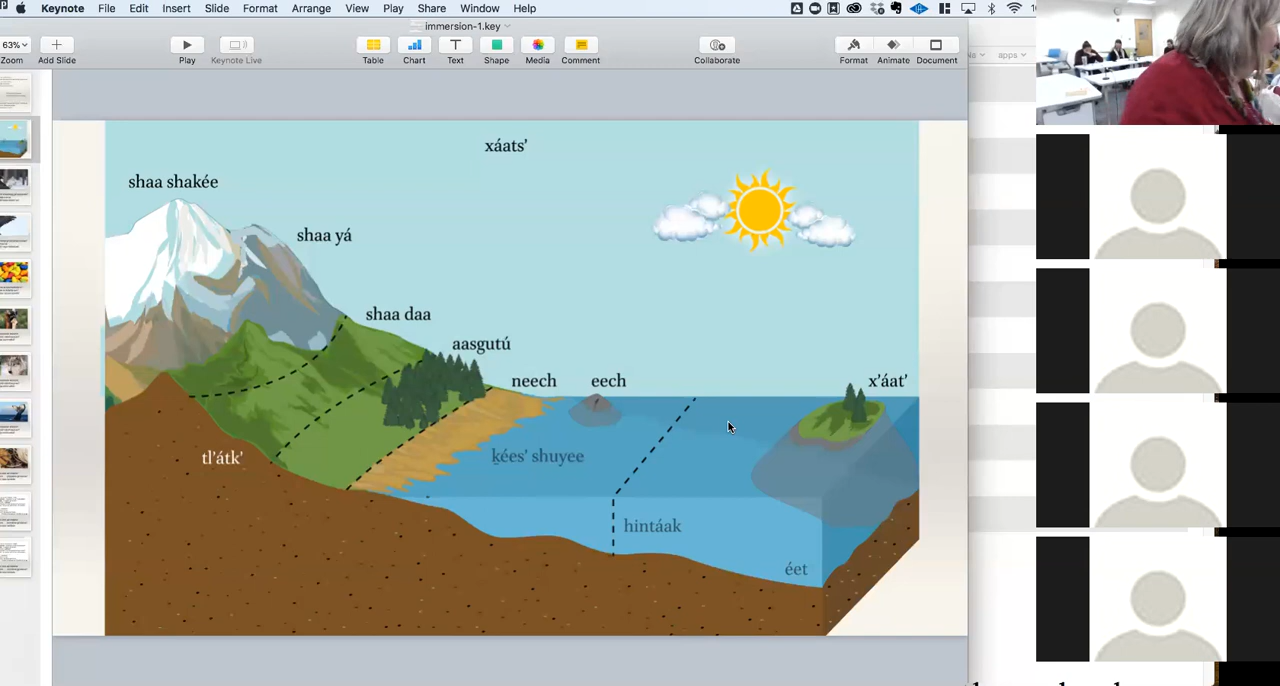 Keynote File Edit Insert Slide Format Arrange View Play Share Window Help
immersion-1.key
63%
Zoom Add Slide Play Keynote Live Table Chart Text Shape Media Comment Collaborate Format Animate Document
apps
xáats'
shaa shakée
shaa yá
shaa daa
aasgutú
neech eech x'áat'
tl'átk' ḵées' shuyee
hintáak
éet